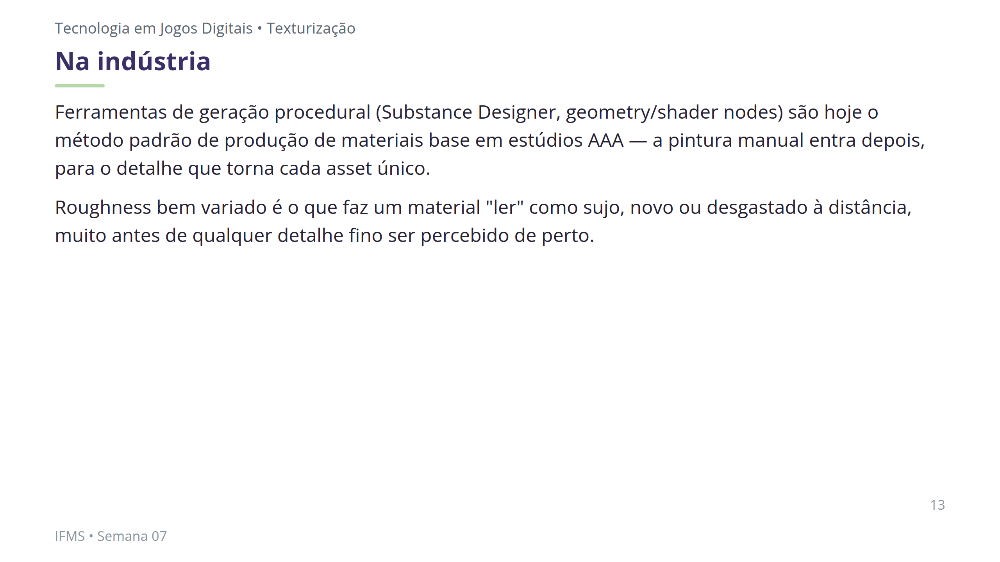 Tecnologia em Jogos Digitais • Texturização
Na indústria
Ferramentas de geração procedural (Substance Designer, geometry/shader nodes) são hoje o
método padrão de produção de materiais base em estúdios AAA — a pintura manual entra depois,
para o detalhe que torna cada asset único.
Roughness bem variado é o que faz um material "ler" como sujo, novo ou desgastado à distância,
muito antes de qualquer detalhe fino ser percebido de perto.
13
IFMS • Semana 07